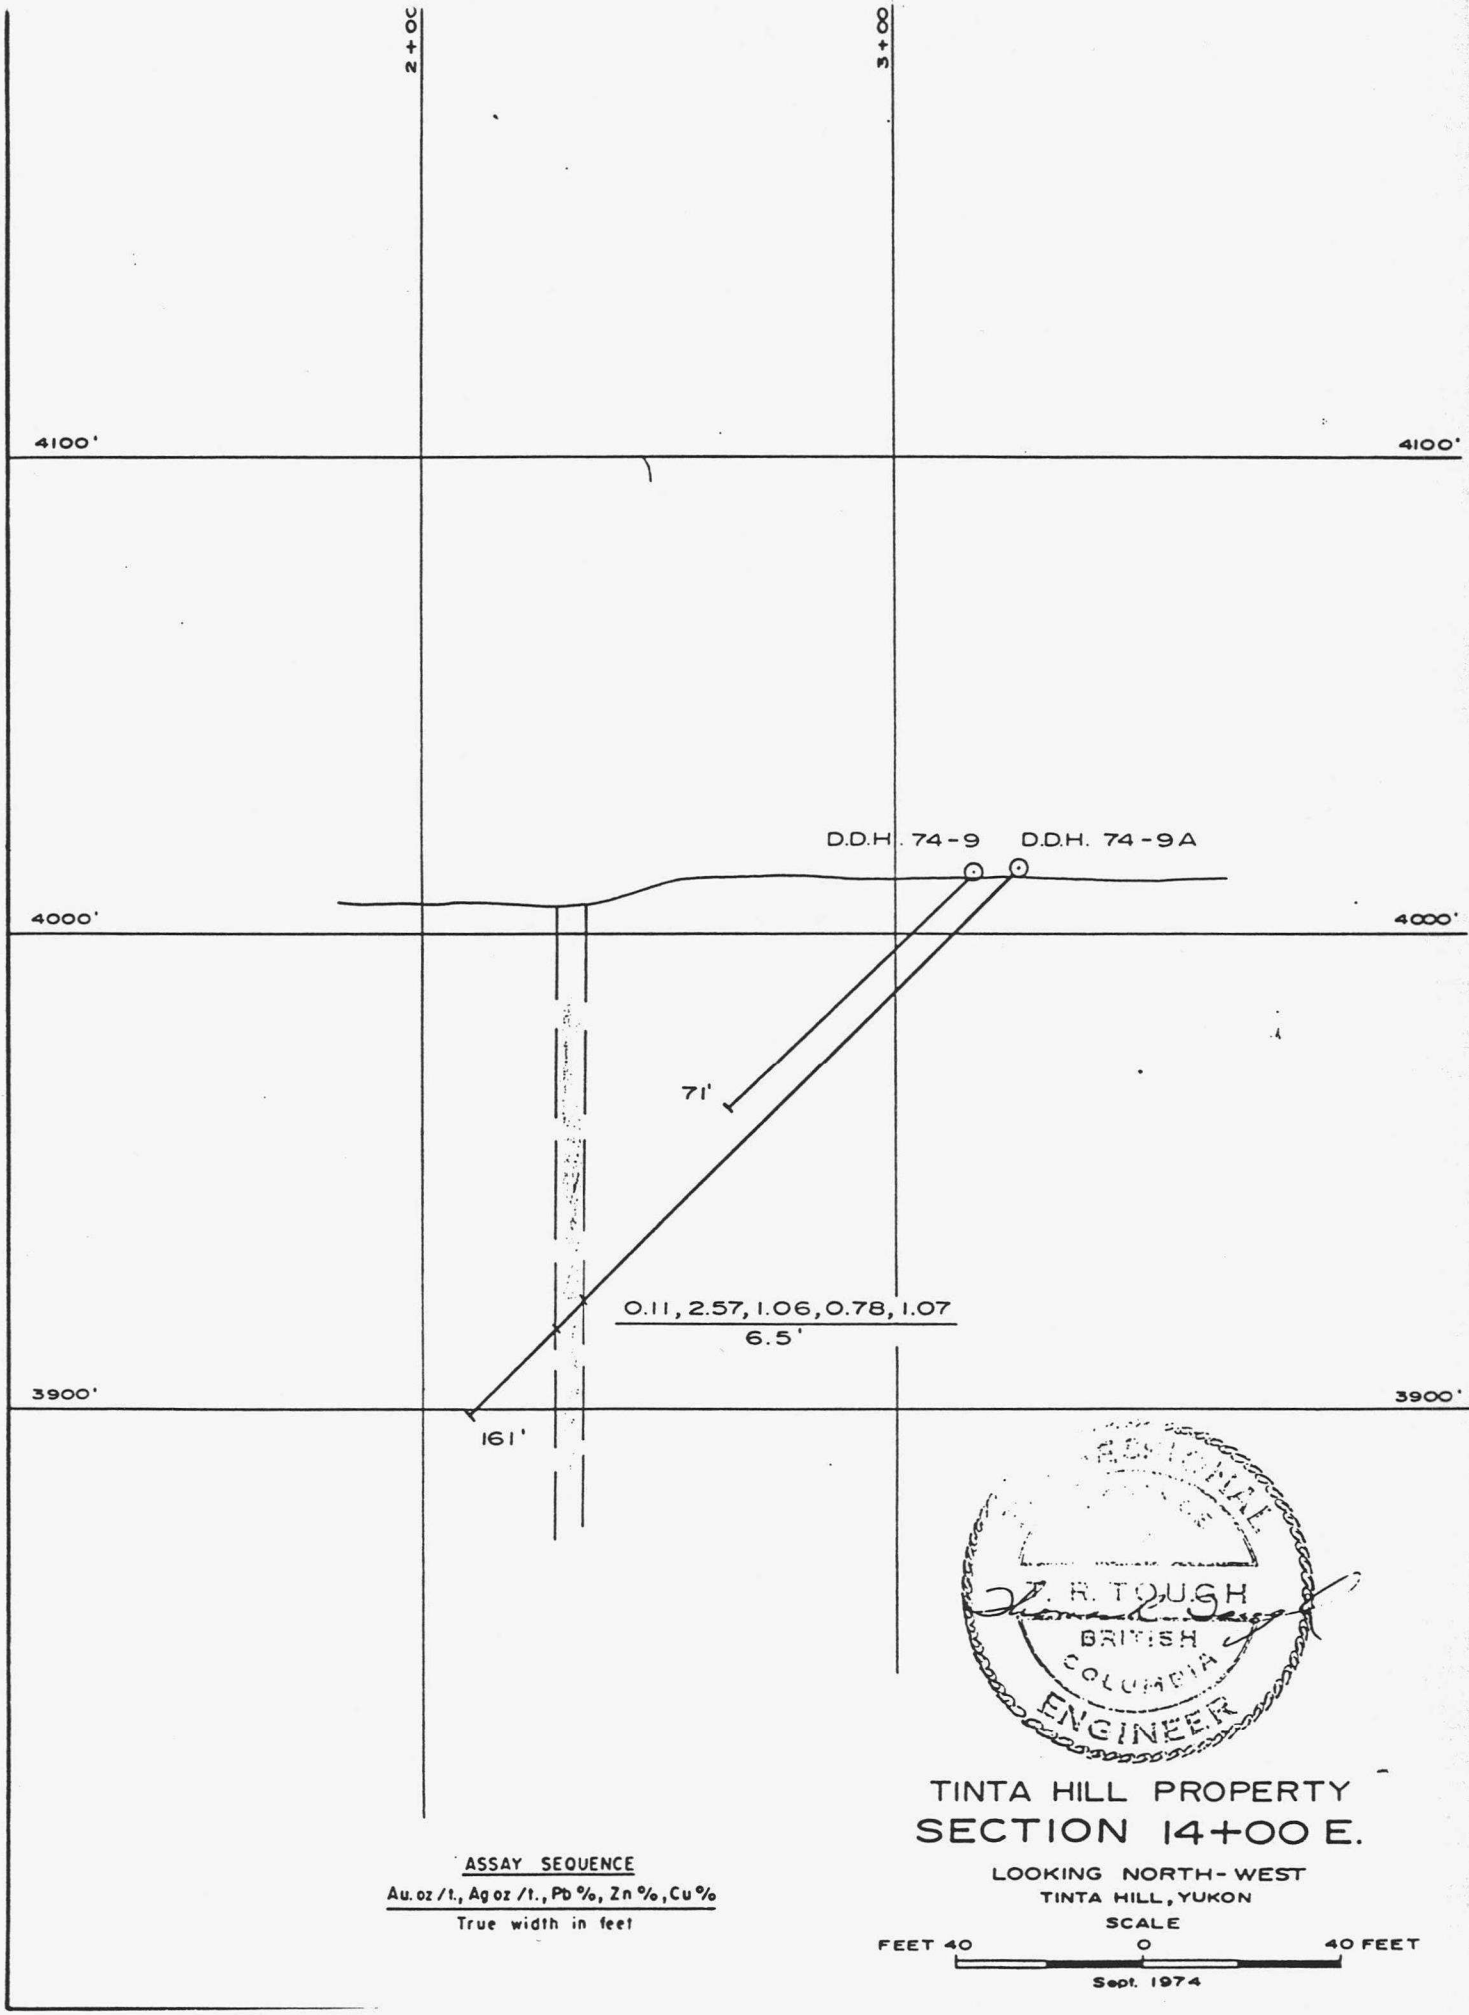 2+00
3+00
4100' 4100'
D.D.H. 74-9 D.D.H. 74-9A
4000' 4000'
71'
0.11, 2.57, 1.06, 0.78, 1.07
6.5'
3900' 3900'
161'
T. R. TOUGH
BRITISH
COLUMBIA
ENGINEER
TINTA HILL PROPERTY
SECTION 14+00 E.
LOOKING NORTH-WEST
TINTA HILL, YUKON
SCALE
FEET 40 0 40 FEET
Sept. 1974
ASSAY SEQUENCE
Au. oz /t., Ag oz /t., Pb %, Zn %, Cu %
True width in feet